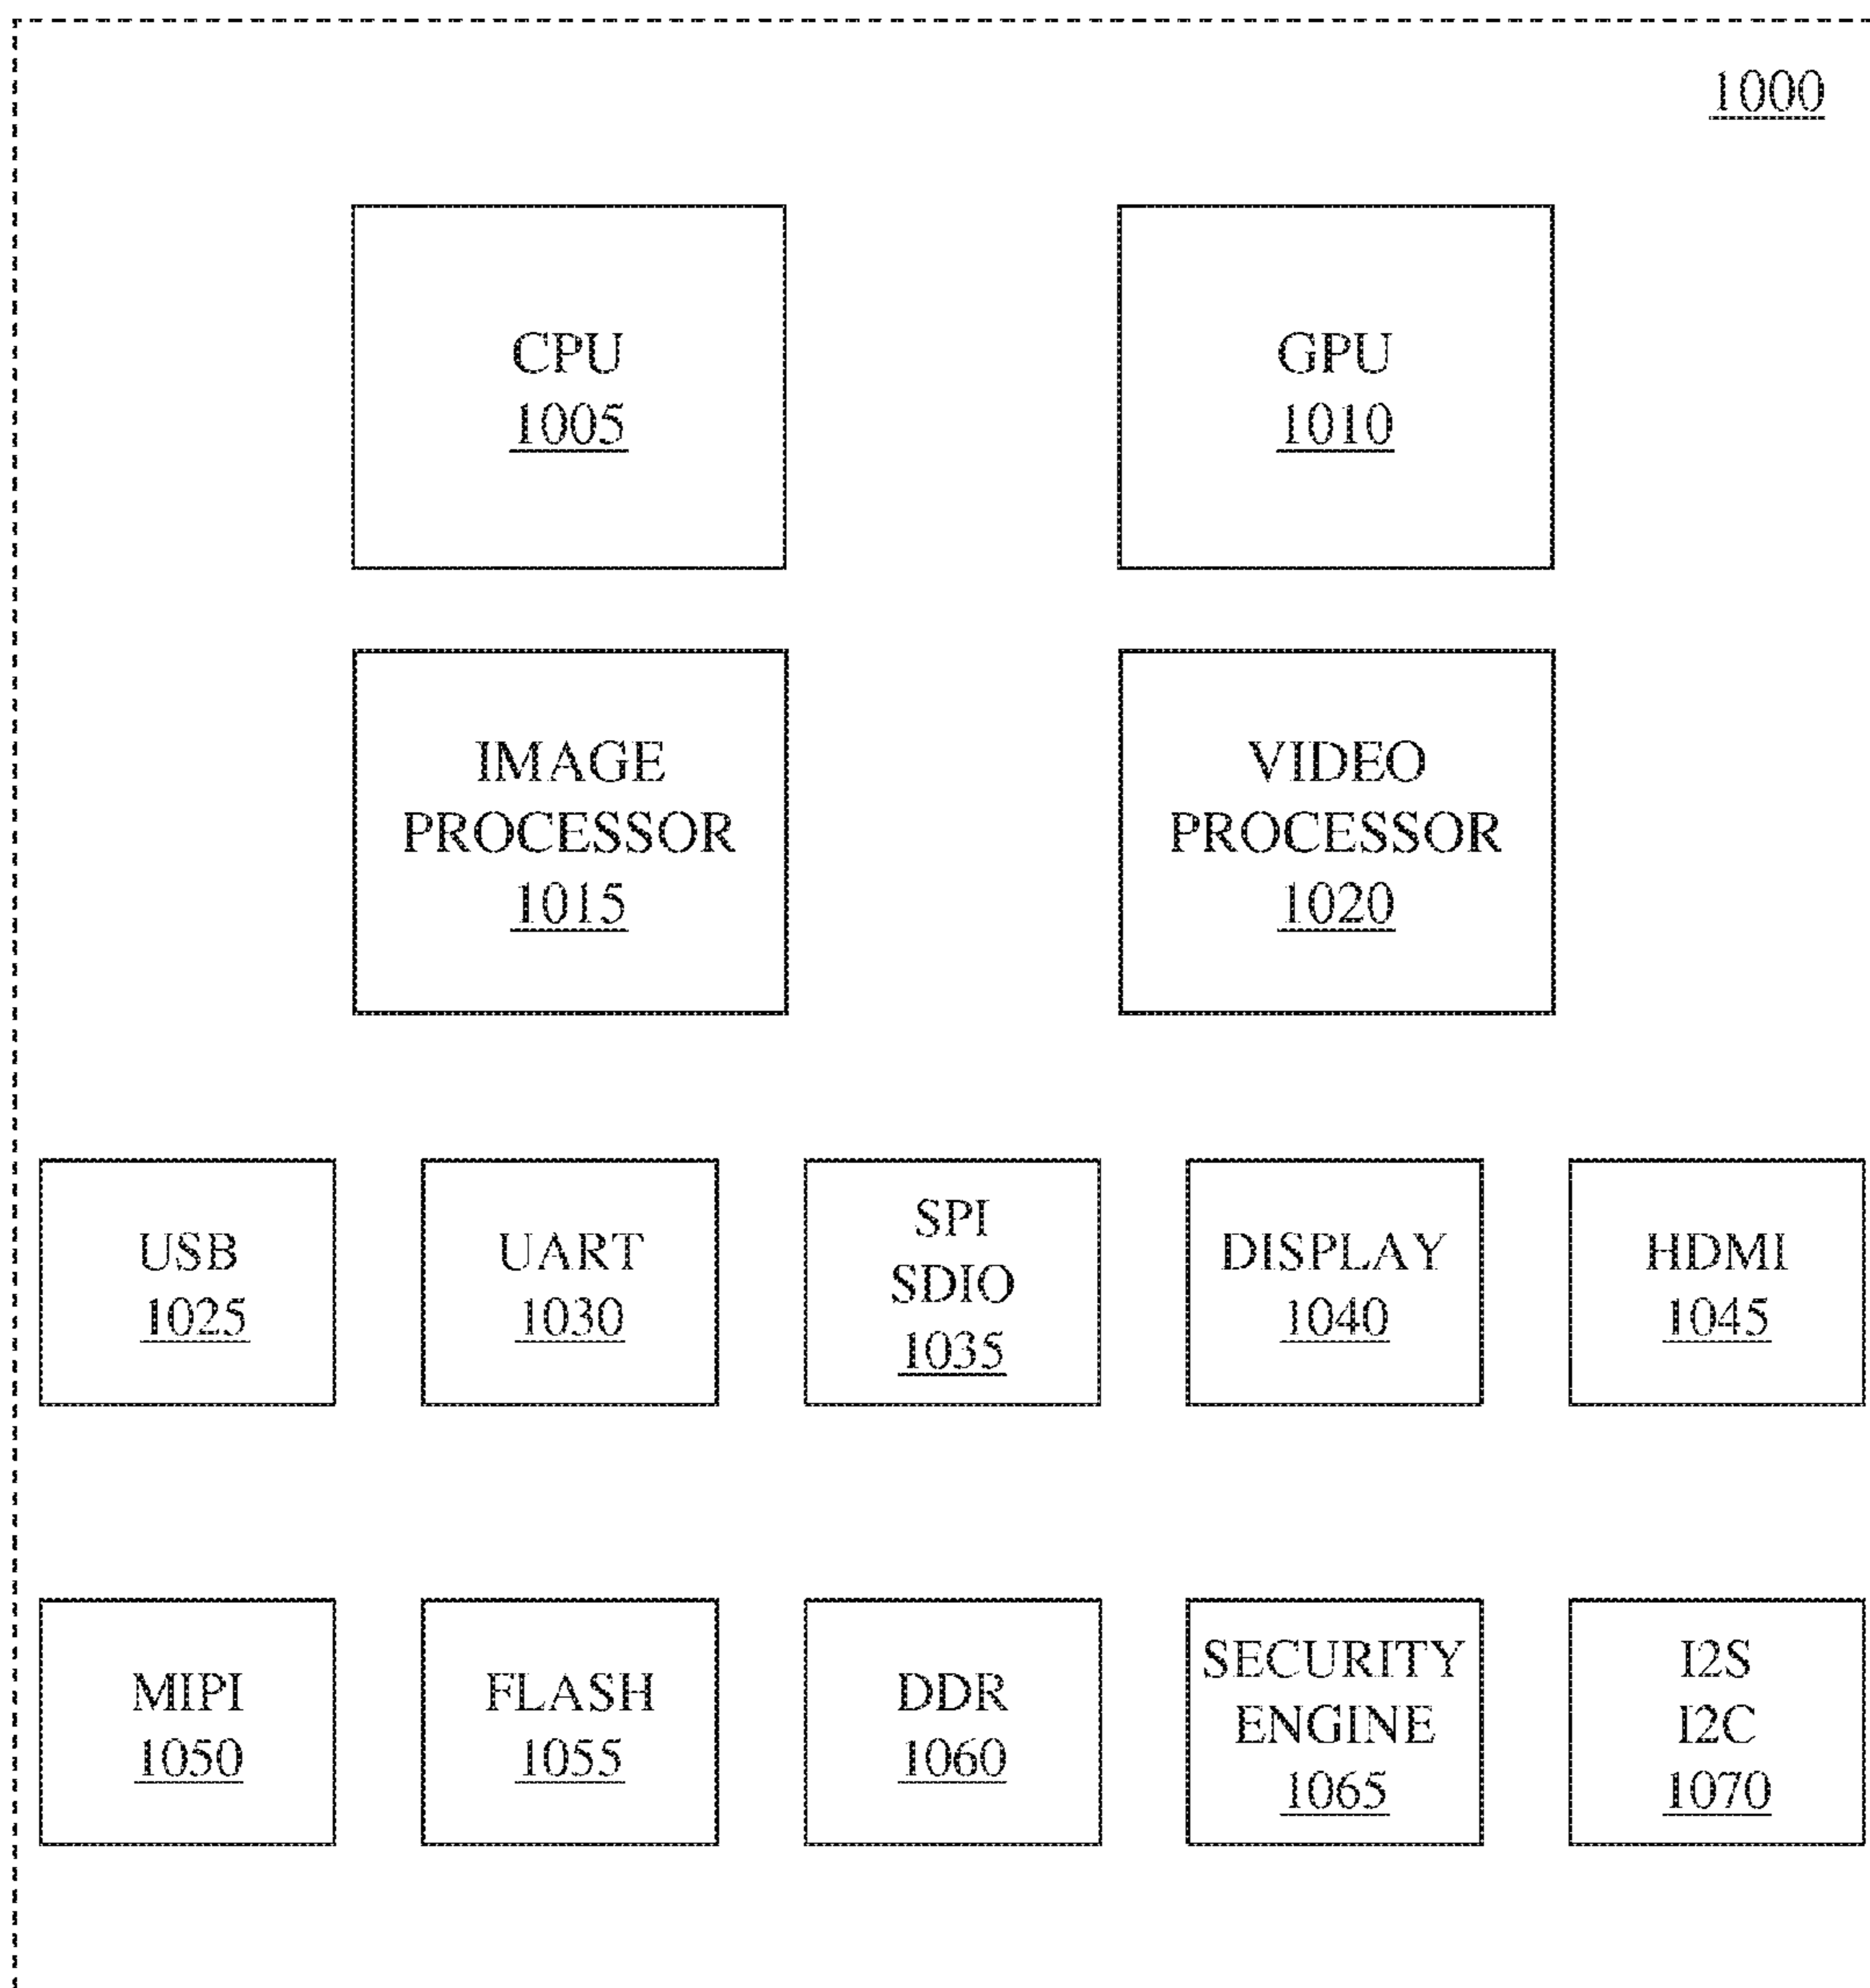 1000
CPU
1005
GPU
1010
IMAGE
PROCESSOR
1015
VIDEO
PROCESSOR
1020
USB
1025
UART
1030
SPI
SDIO
1035
DISPLAY
1040
HDMI
1045
MIPI
1050
FLASH
1055
DDR
1060
SECURITY
ENGINE
1065
I2S
I2C
1070